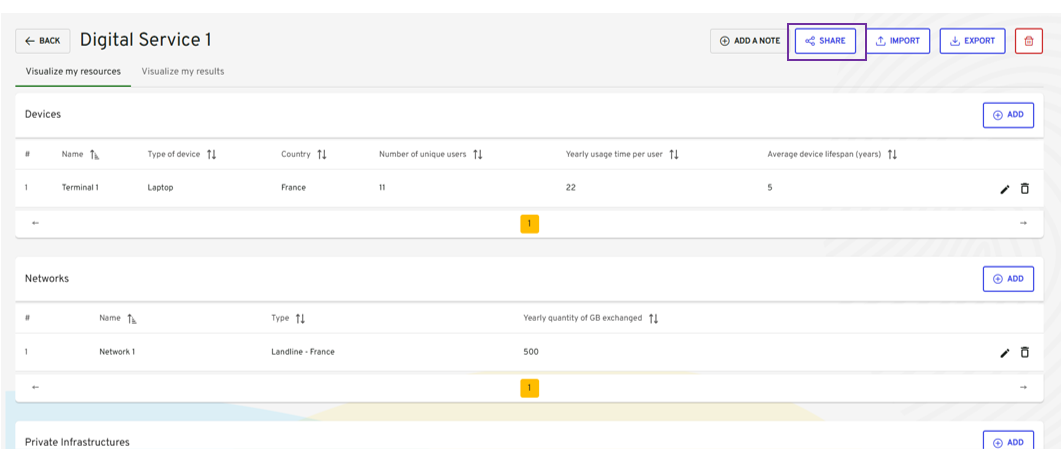 ← BACK Digital Service 1 ADD A NOTE SHARE IMPORT EXPORT
Visualize my resources Visualize my results
Devices ADD
# Name Type of device Country Number of unique users Yearly usage time per user Average device lifespan (years)
1 Terminal 1 Laptop France 11 22 5
← 1 →
Networks ADD
# Name Type Yearly quantity of GB exchanged
1 Network 1 Landline - France 500
← 1 →
Private Infrastructures ADD